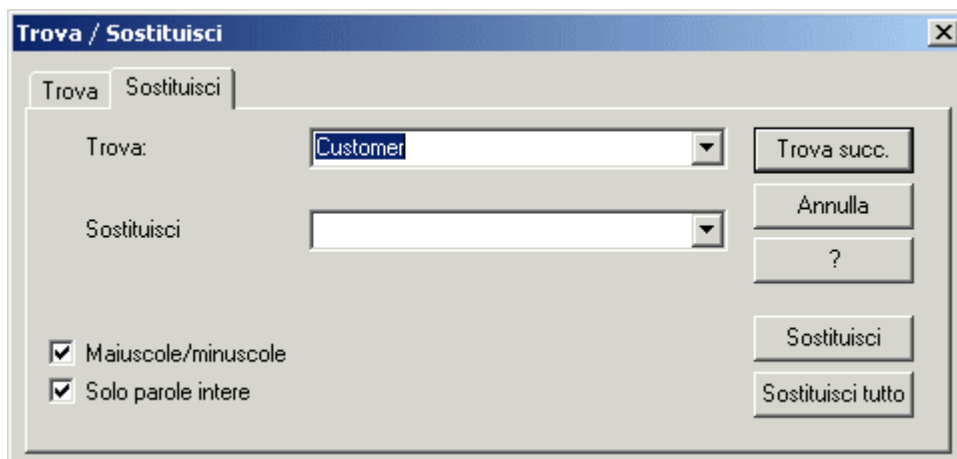 Trova / Sostituisci
Trova
Sostituisci
Trova:
Customer
Trova succ.
Annulla
Sostituisci
?
Maiuscole/minuscole
Sostituisci
Solo parole intere
Sostituisci tutto